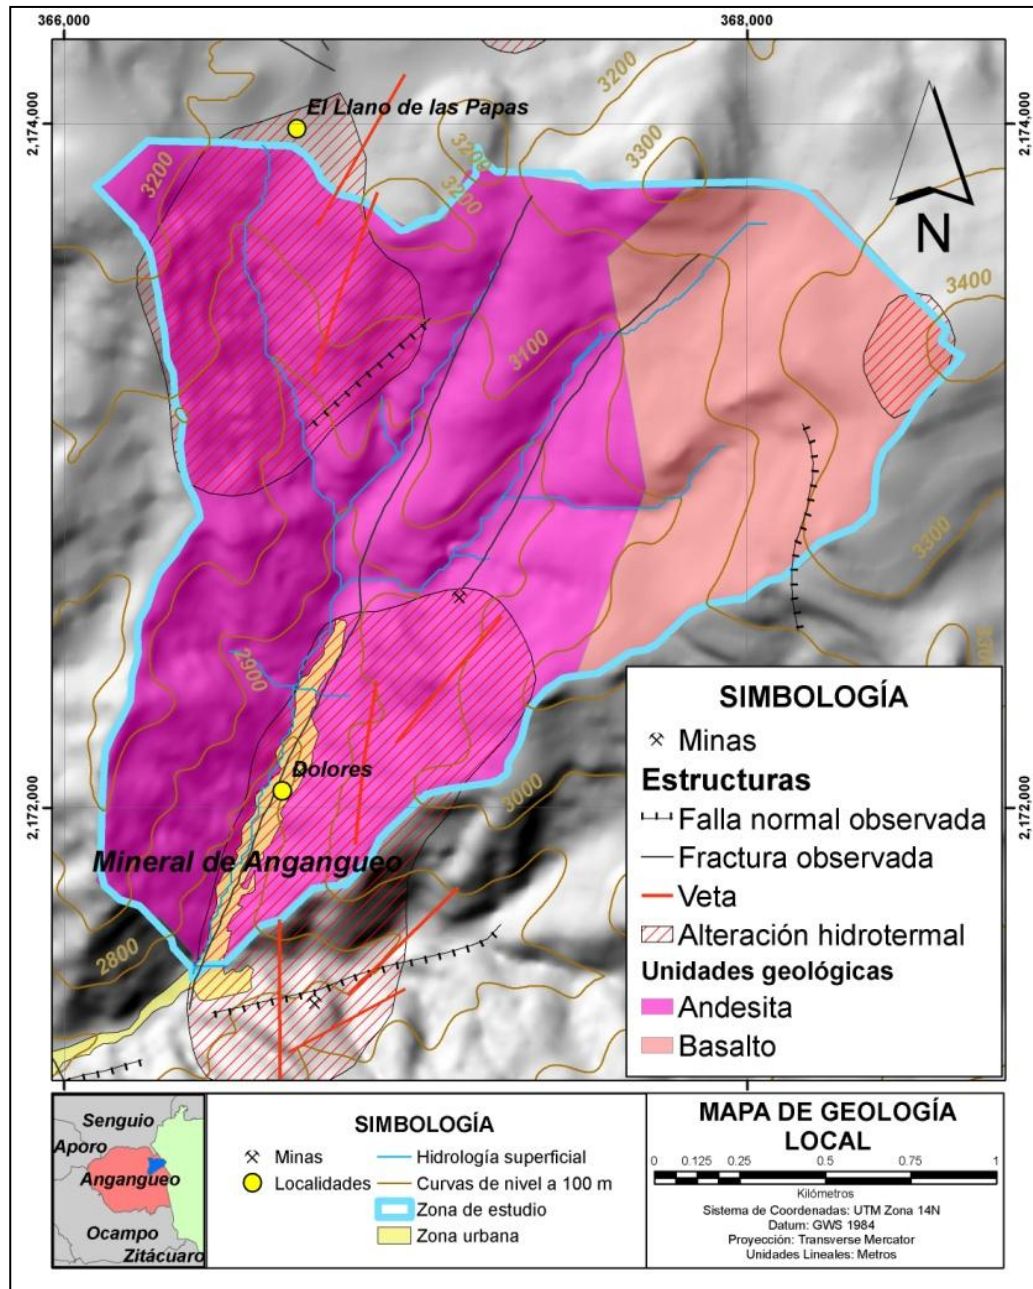 366,000
368,000
3200
El Llano de las Papas
2,174,000
2,174,000
3200
3200
3300
3200
N
3400
3100
3300
2900
330
SIMBOLOGÍA
Minas
Estructuras
Falla normal observada
Fractura observada
Veta
Alteración hidrotermal
Unidades geológicas
Andesita
Basalto
Dolores
3000
2,172,000
2,172,000
Mineral de Angangueo
2800
Senguio
Aporo
Angangueo
Ocampo
Zitácuaro
SIMBOLOGÍA
Minas
Localidades
Hidrología superficial
Curvas de nivel a 100 m
Zona de estudio
Zona urbana
MAPA DE GEOLOGÍA
LOCAL
0 0.125 0.25 0.5 0.75 1
Kilómetros
Sistema de Coordenadas: UTM Zona 14N
Datum: GWS 1984
Proyección: Transverse Mercator
Unidades Lineales: Metros